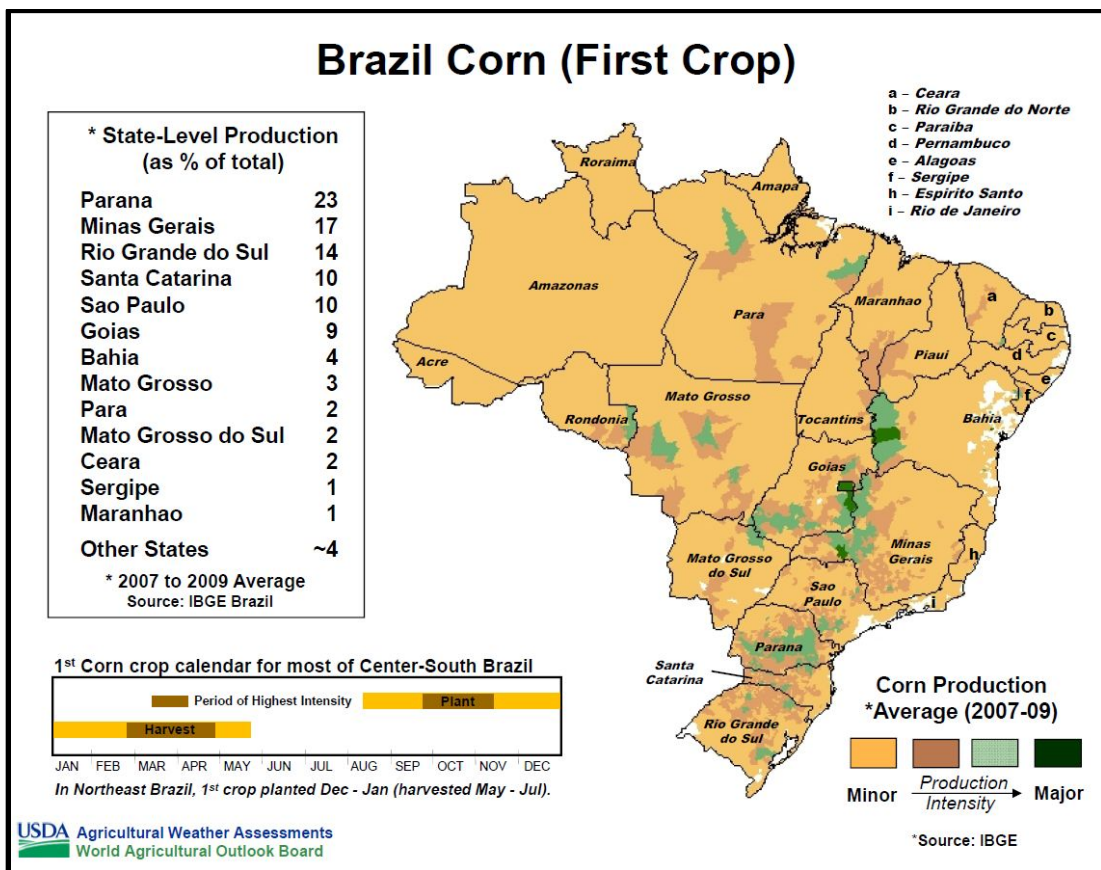 Brazil Corn (First Crop)
* State-Level Production
(as % of total)
Parana 23
Minas Gerais 17
Rio Grande do Sul 14
Santa Catarina 10
Sao Paulo 10
Goias 9
Bahia 4
Mato Grosso 3
Para 2
Mato Grosso do Sul 2
Ceara 2
Sergipe 1
Maranhao 1
Other States ~4
* 2007 to 2009 Average
Source: IBGE Brazil
a – Ceara
b – Rio Grande do Norte
c – Paraiba
d – Pernambuco
e – Alagoas
f – Sergipe
h – Espirito Santo
i – Rio de Janeiro
Roraima
Amapa
Amazonas
Para
Maranhao
a
b
c
d
e
f
Piaui
Acre
Rondonia
Mato Grosso
Tocantins
Bahia
Goias
Mato Grosso
do Sul
Minas
Gerais
h
Sao
Paulo
i
Parana
Santa
Catarina
Rio Grande
do Sul
1st Corn crop calendar for most of Center-South Brazil
Period of Highest Intensity
Plant
Harvest
JAN FEB MAR APR MAY JUN JUL AUG SEP OCT NOV DEC
In Northeast Brazil, 1st crop planted Dec - Jan (harvested May - Jul).
Corn Production
*Average (2007-09)
Minor Production Intensity Major
*Source: IBGE
USDA Agricultural Weather Assessments
World Agricultural Outlook Board